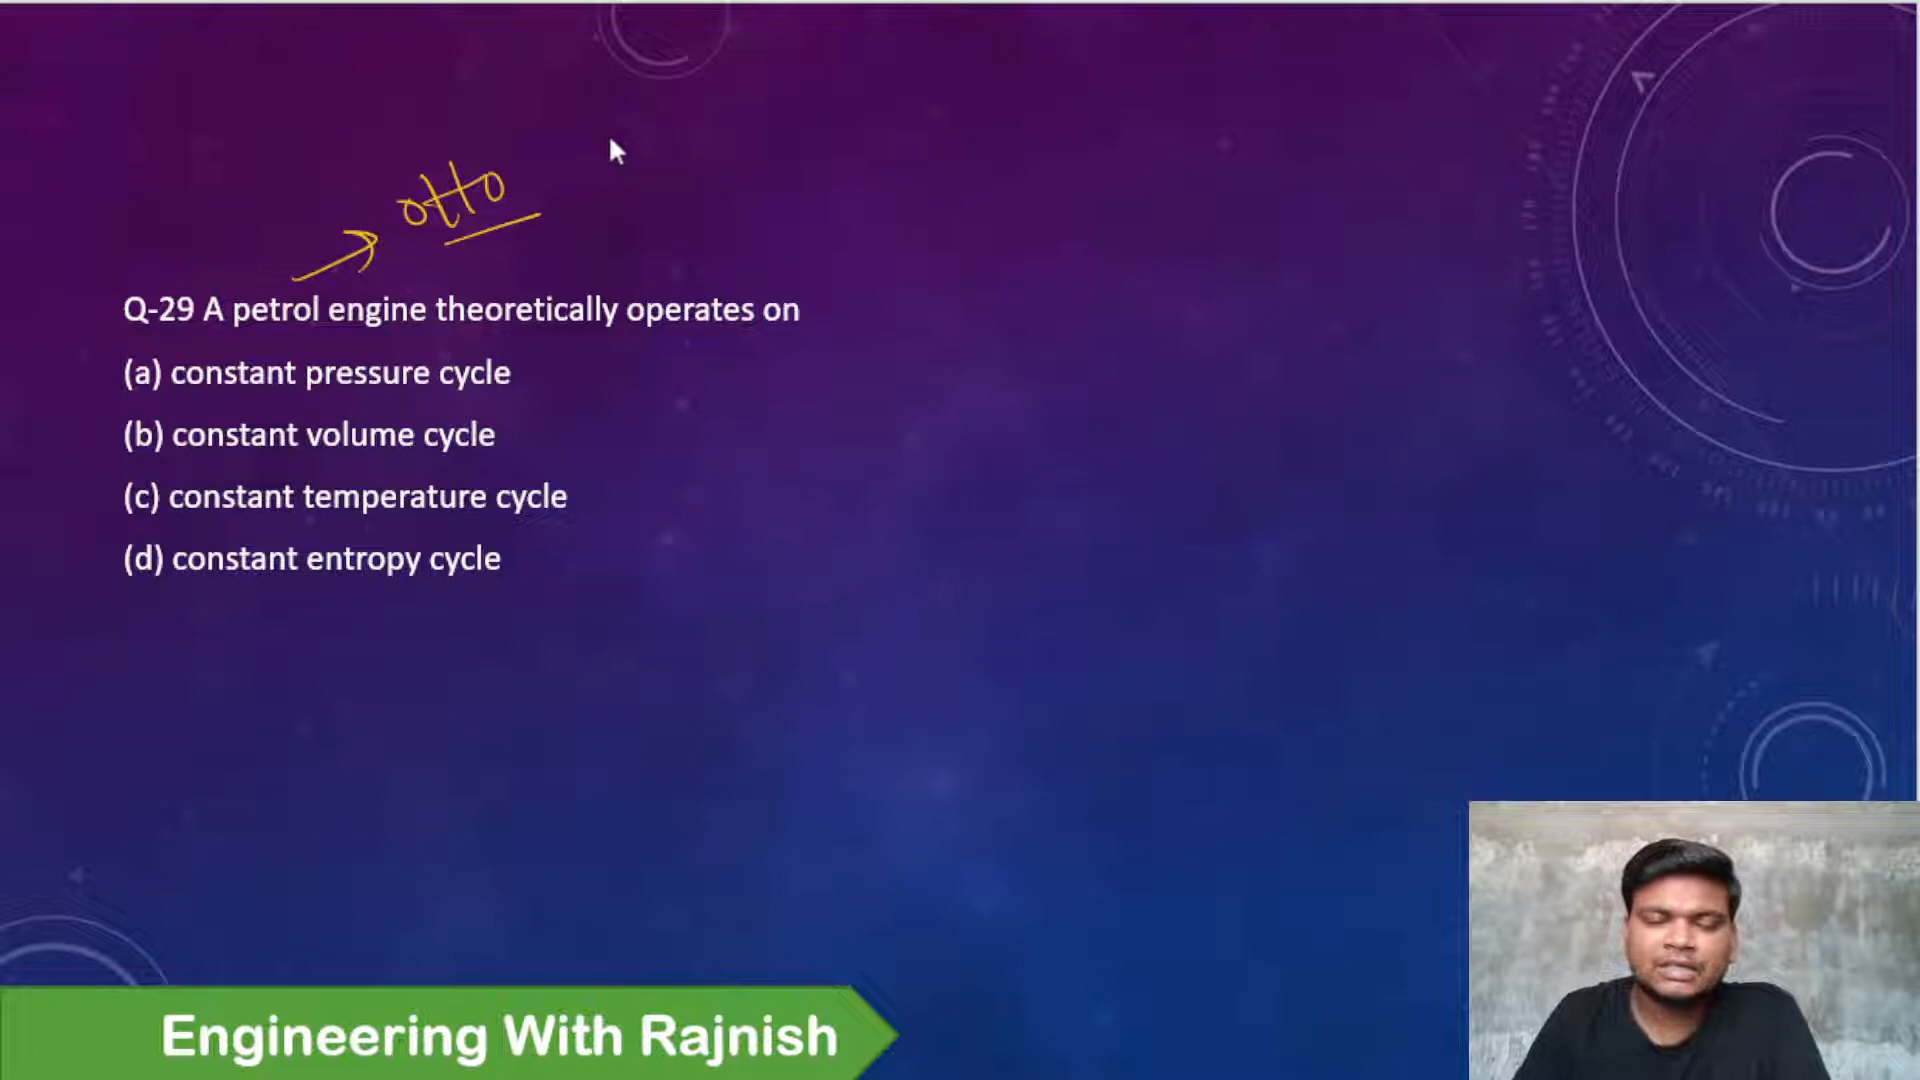 otto
Q-29 A petrol engine theoretically operates on
(a) constant pressure cycle
(b) constant volume cycle
(c) constant temperature cycle
(d) constant entropy cycle
Engineering With Rajnish